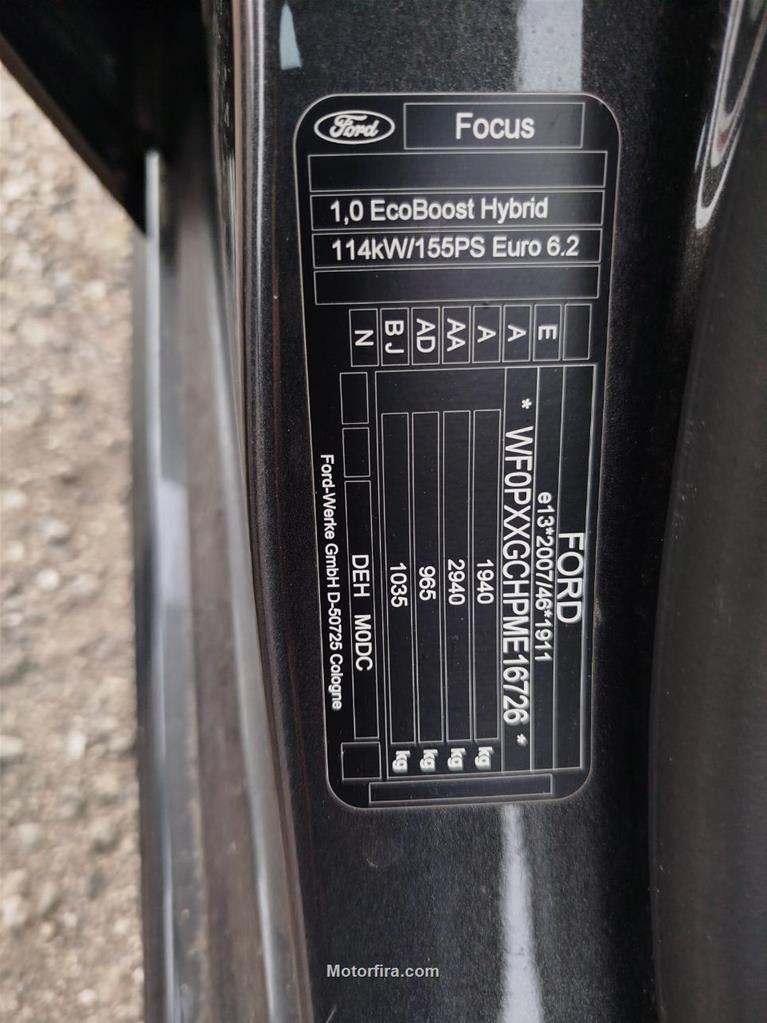 Ford
Focus
1,0 EcoBoost Hybrid
114kW/155PS Euro 6.2
FORD
E e13*2007/46*1911
A * WF0PXXGCHPME16726 *
A 1940 kg
AA 2940 kg
AD 965 kg
BJ 1035 kg
N DEH M0DC
Ford-Werke GmbH D-50725 Cologne
Motorfira.com